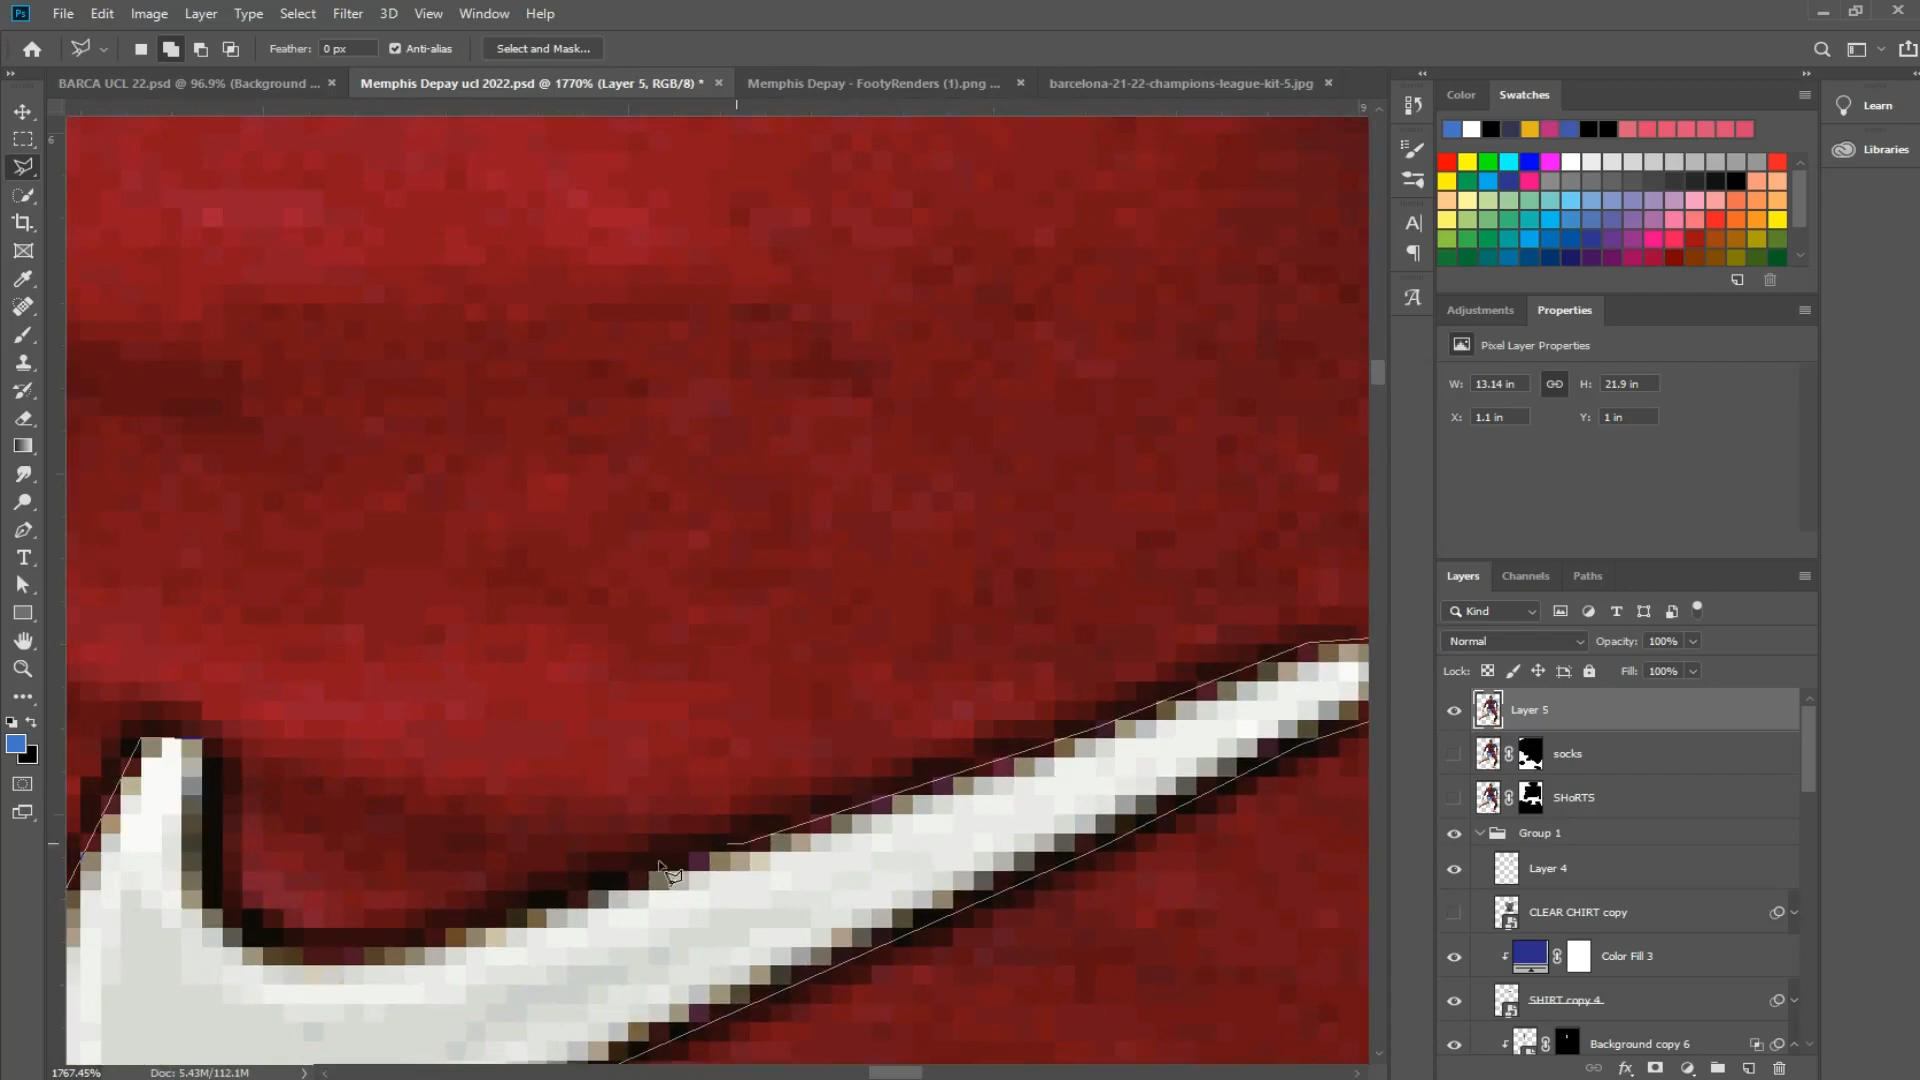 Ps File Edit Image Layer Type Select Filter 3D View Window Help
Feather: 0 px Anti-alias Select and Mask...
BARCA UCL 22.psd @ 96.9% (Background ... × Memphis Depay ucl 2022.psd @ 1770% (Layer 5, RGB/8) * × Memphis Depay - FootyRenders (1).png ... × barcelona-21-22-champions-league-kit-5.jpg ×
Color Swatches
Learn
Libraries
Adjustments Properties
Pixel Layer Properties
W: 13.14 in H: 21.9 in
X: 1.1 in Y: 1 in
Layers Channels Paths
Kind
Normal Opacity: 100%
Lock: Fill: 100%
Layer 5
socks
SHoRTS
Group 1
Layer 4
CLEAR CHIRT copy
Color Fill 3
SHIRT copy 4
Background copy 6
1767.45% Doc: 5.43M/112.1M